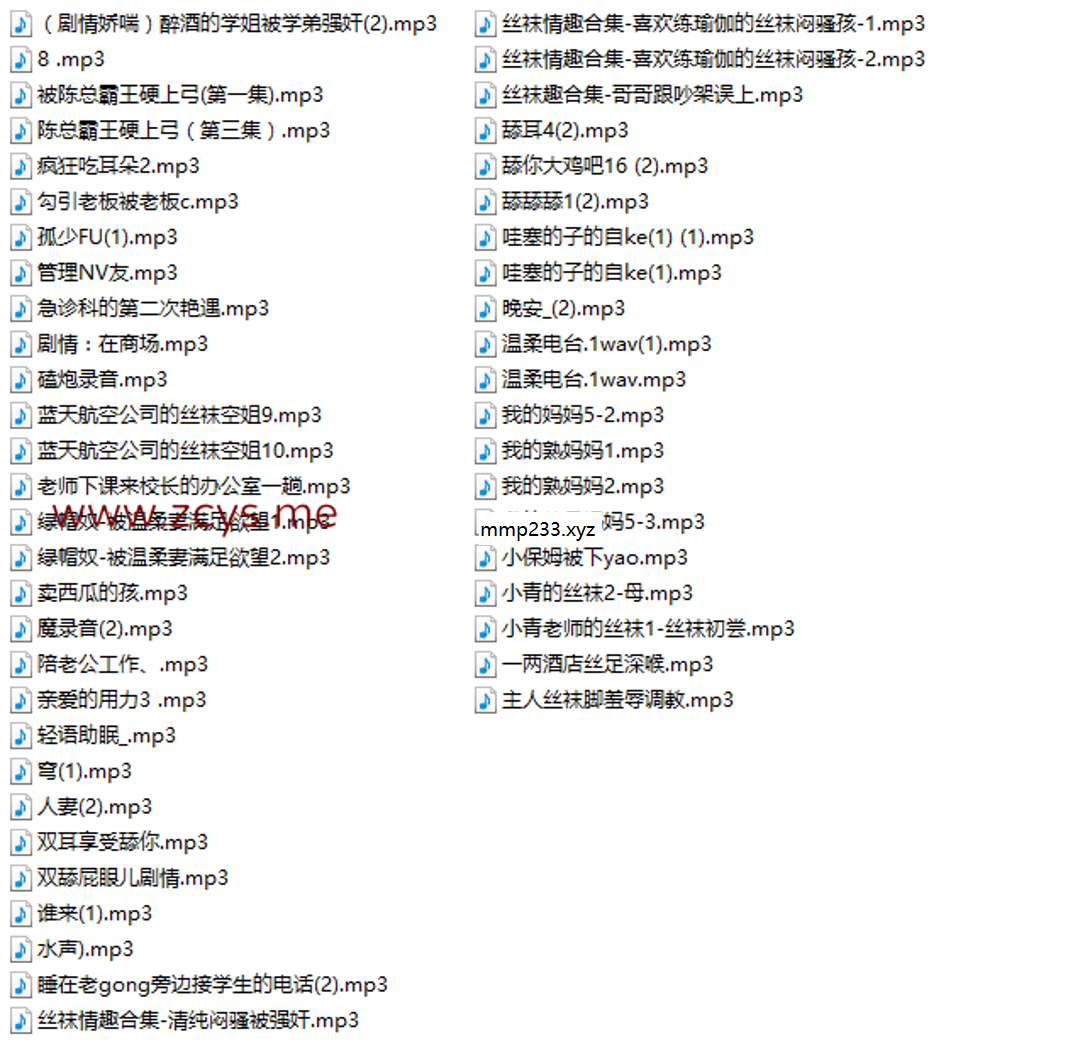 （剧情娇喘）醉酒的学姐被学弟强奸(2).mp3
8 .mp3
被陈总霸王硬上弓(第一集).mp3
陈总霸王硬上弓（第三集）.mp3
疯狂吃耳朵2.mp3
勾引老板被老板c.mp3
孤少FU(1).mp3
管理NV友.mp3
急诊科的第二次艳遇.mp3
剧情：在商场.mp3
磕炮录音.mp3
蓝天航空公司的丝袜空姐9.mp3
蓝天航空公司的丝袜空姐10.mp3
老师下课来校长的办公室一趟.mp3
www.zcys.me
绿帽奴-被温柔妻满足欲望1.mp3
绿帽奴-被温柔妻满足欲望2.mp3
卖西瓜的孩.mp3
魔录音(2).mp3
陪老公工作、.mp3
亲爱的用力3 .mp3
轻语助眠_.mp3
穹(1).mp3
人妻(2).mp3
双耳享受舔你.mp3
双舔屁眼儿剧情.mp3
谁来(1).mp3
水声).mp3
睡在老gong旁边接学生的电话(2).mp3
丝袜情趣合集-清纯闷骚被强奸.mp3
丝袜情趣合集-喜欢练瑜伽的丝袜闷骚孩-1.mp3
丝袜情趣合集-喜欢练瑜伽的丝袜闷骚孩-2.mp3
丝袜趣合集-哥哥跟吵架误上.mp3
舔耳4(2).mp3
舔你大鸡吧16 (2).mp3
舔舔舔1(2).mp3
哇塞的子的自ke(1) (1).mp3
哇塞的子的自ke(1).mp3
晚安_(2).mp3
温柔电台.1wav(1).mp3
温柔电台.1wav.mp3
我的妈妈5-2.mp3
我的熟妈妈1.mp3
我的熟妈妈2.mp3
mmp233.xyz
妈5-3.mp3
小保姆被下yao.mp3
小青的丝袜2-母.mp3
小青老师的丝袜1-丝袜初尝.mp3
一两酒店丝足深喉.mp3
主人丝袜脚羞辱调教.mp3